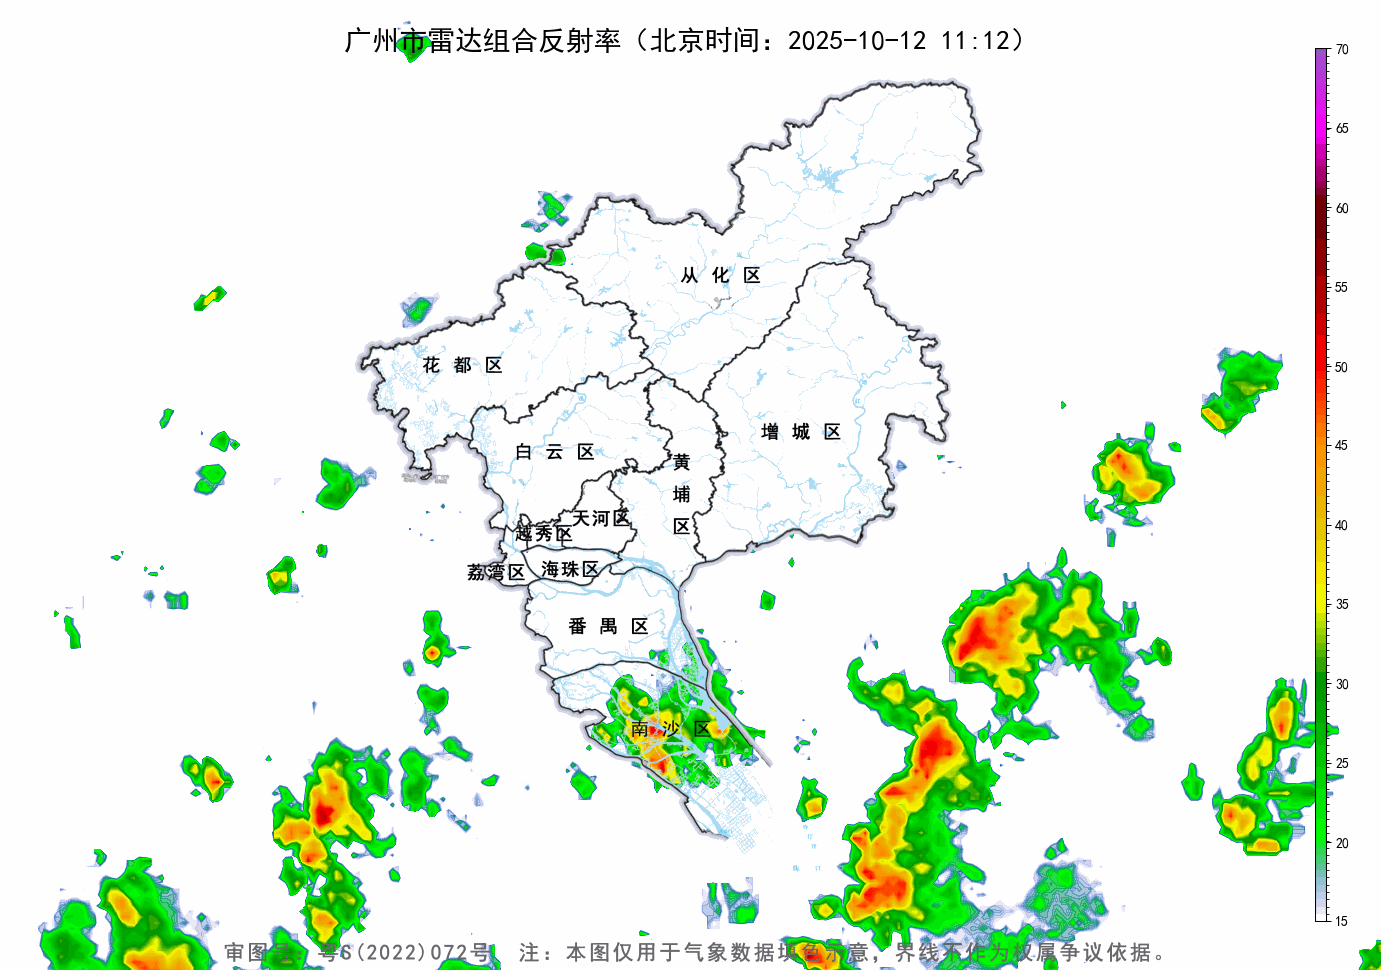 广州市雷达组合反射率（北京时间：2025-10-12 11:12）
70
65
60
55
50
45
40
35
30
25
20
15
从化区
花都区
增城区
白云区
黄埔区
天河区
越秀区
荔湾区
海珠区
番禺区
南沙区
审图号：粤S(2022)072号 注：本图仅用于气象数据填色示意，界线不作为权属争议依据。